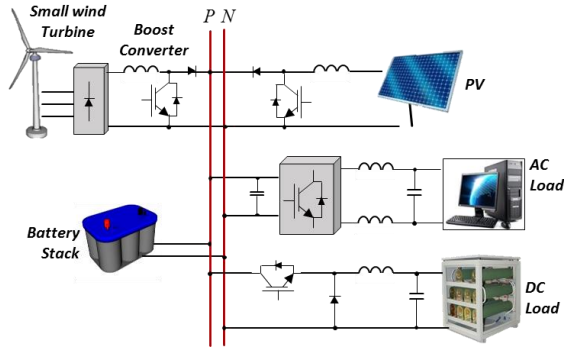 Small wind
Turbine
Boost
Converter
P
N
PV
AC
Load
Battery
Stack
DC
Load